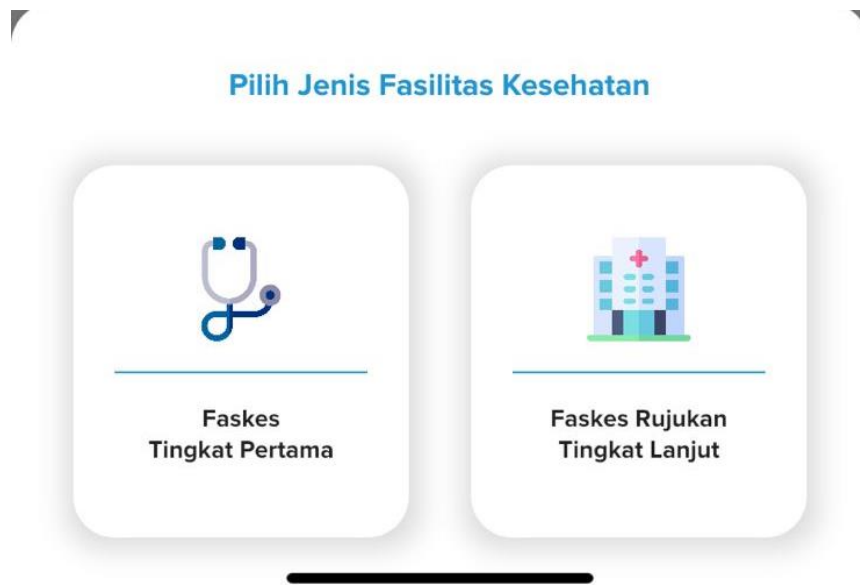 Pilih Jenis Fasilitas Kesehatan
Faskes
Tingkat Pertama
Faskes Rujukan
Tingkat Lanjut